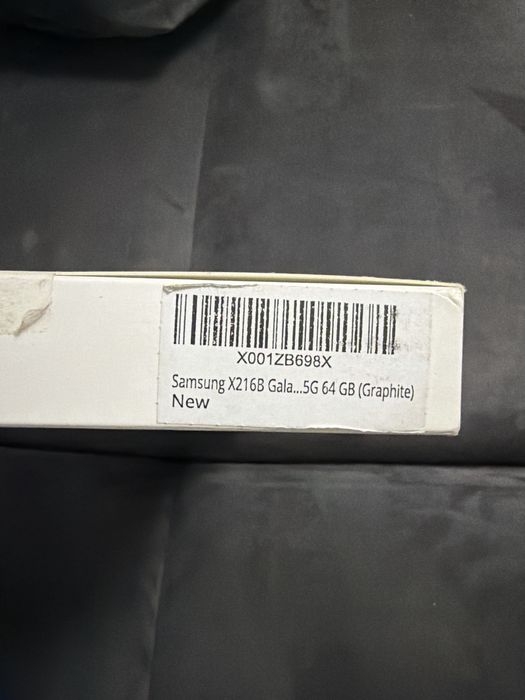 X001ZB698X
Samsung X216B Gala...5G 64 GB (Graphite)
New